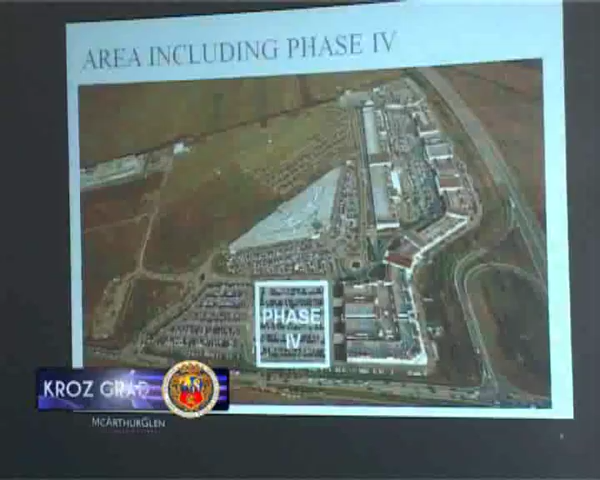 AREA INCLUDING PHASE IV
PHASE
IV
KROZ GRAD
MCARTHURGLEN